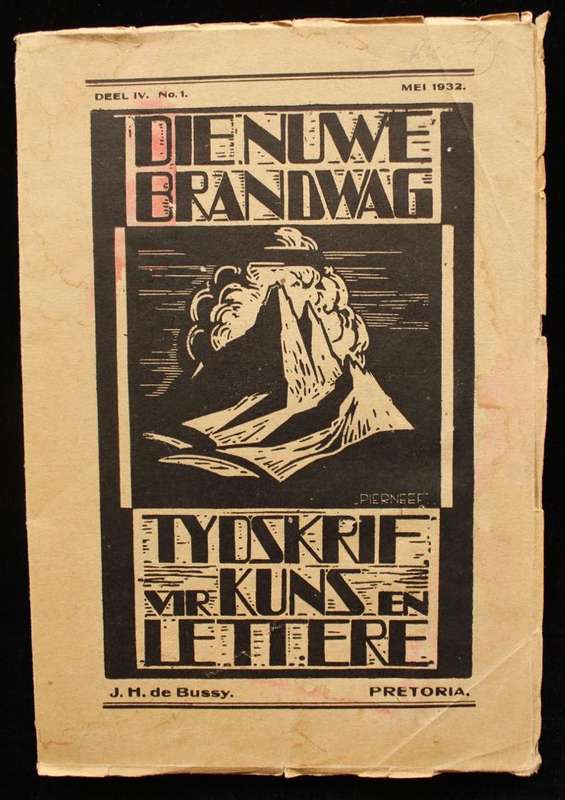 DEEL IV. No. 1. MEI 1932.
DIE NUWE
BRANDWAG
PIERNEEF
TYDSKRIF
VIR KUNS EN
LETTERE
J. H. de Bussy. PRETORIA.